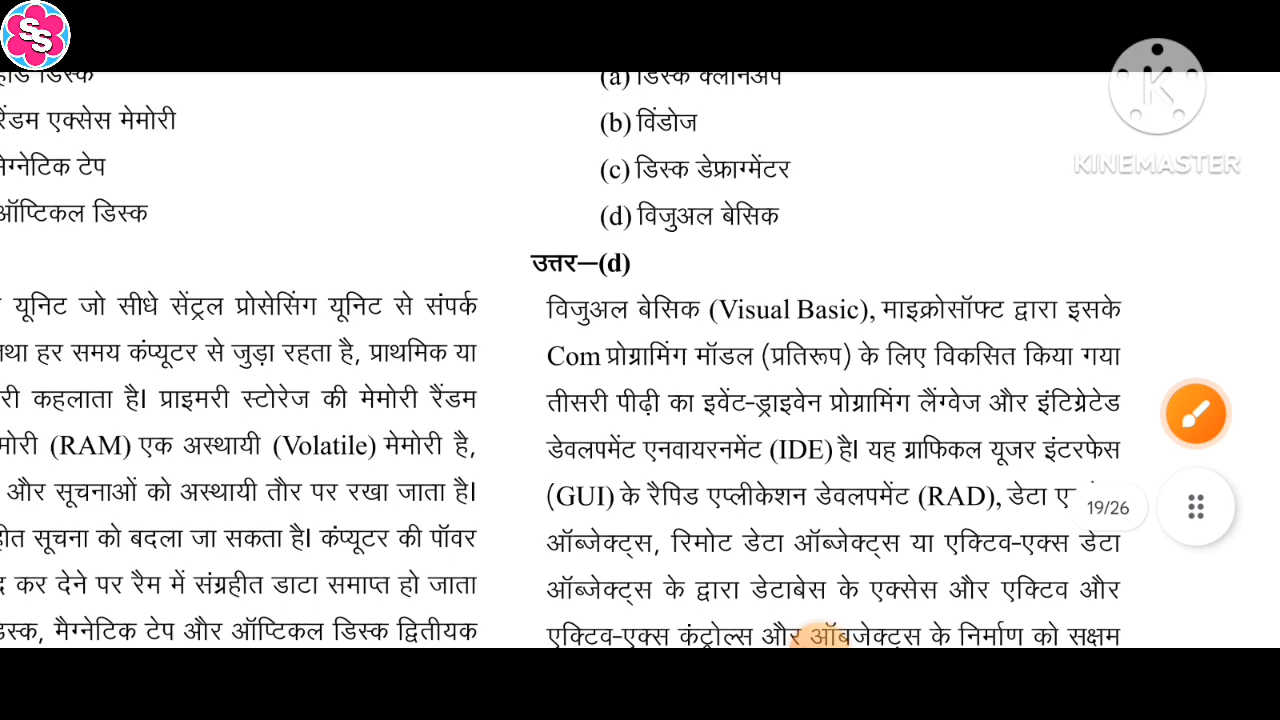 SS
हार्ड डिस्क
रैंडम एक्सेस मेमोरी
मैग्नेटिक टेप
ऑप्टिकल डिस्क
यूनिट जो सीधे सेंट्रल प्रोसेसिंग यूनिट से संपर्क
तथा हर समय कंप्यूटर से जुड़ा रहता है, प्राथमिक या
री कहलाता है। प्राइमरी स्टोरेज की मेमोरी रैंडम
मोरी (RAM) एक अस्थायी (Volatile) मेमोरी है,
और सूचनाओं को अस्थायी तौर पर रखा जाता है।
हीत सूचना को बदला जा सकता है। कंप्यूटर की पॉवर
द कर देने पर रैम में संग्रहीत डाटा समाप्त हो जाता
डिस्क, मैग्नेटिक टेप और ऑप्टिकल डिस्क द्वितीयक
(a) डिस्क क्लीनअप
(b) विंडोज
(c) डिस्क डेफ्राग्मेंटर
(d) विजुअल बेसिक
उत्तर—(d)
विजुअल बेसिक (Visual Basic), माइक्रोसॉफ्ट द्वारा इसके
Com प्रोग्रामिंग मॉडल (प्रतिरूप) के लिए विकसित किया गया
तीसरी पीढ़ी का इवेंट-ड्राइवेन प्रोग्रामिंग लैंग्वेज और इंटिग्रेटेड
डेवलपमेंट एनवायरनमेंट (IDE) है। यह ग्राफिकल यूजर इंटरफेस
(GUI) के रैपिड एप्लीकेशन डेवलपमेंट (RAD), डेटा
ऑब्जेक्ट्स, रिमोट डेटा ऑब्जेक्ट्स या एक्टिव-एक्स डेटा
ऑब्जेक्ट्स के द्वारा डेटाबेस के एक्सेस और एक्टिव और
एक्टिव-एक्स कंट्रोल्स और ऑबजेक्ट्स के निर्माण को सक्षम
K
KINEMASTER
19/26